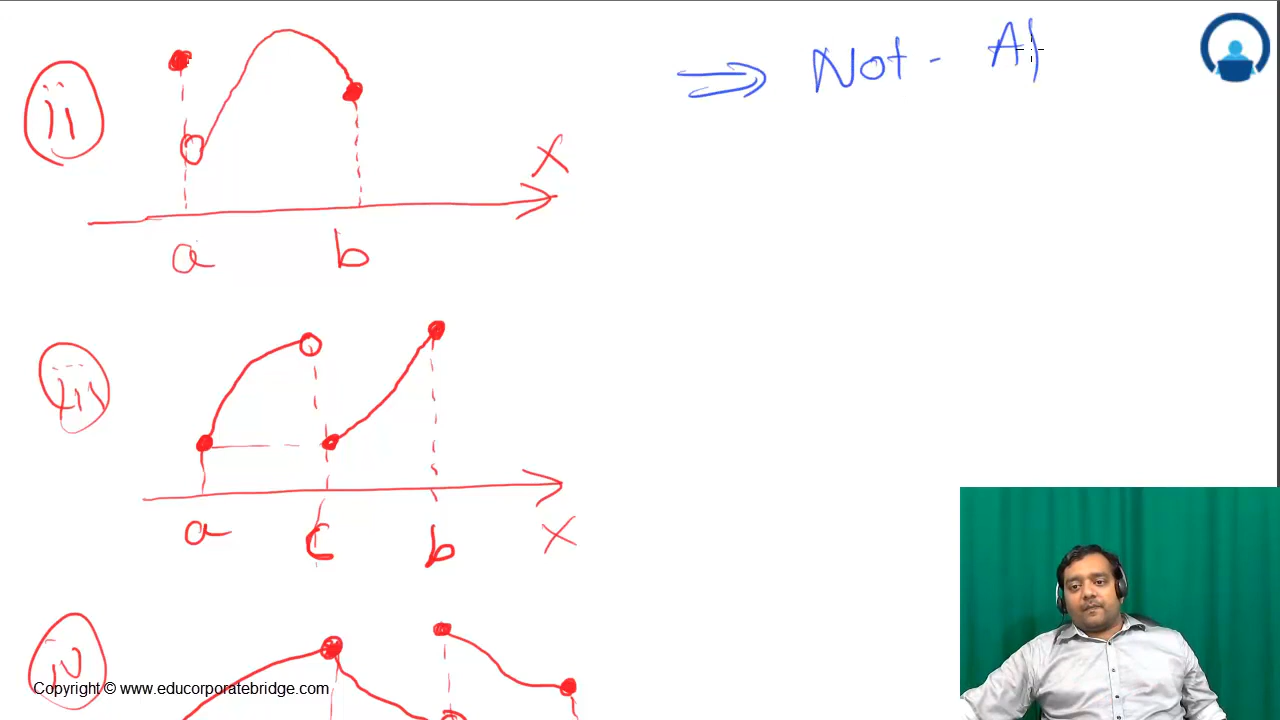 ii
⇒ Not - A
X
a b
iii
a c b X
iv
Copyright © www.educorporatebridge.com